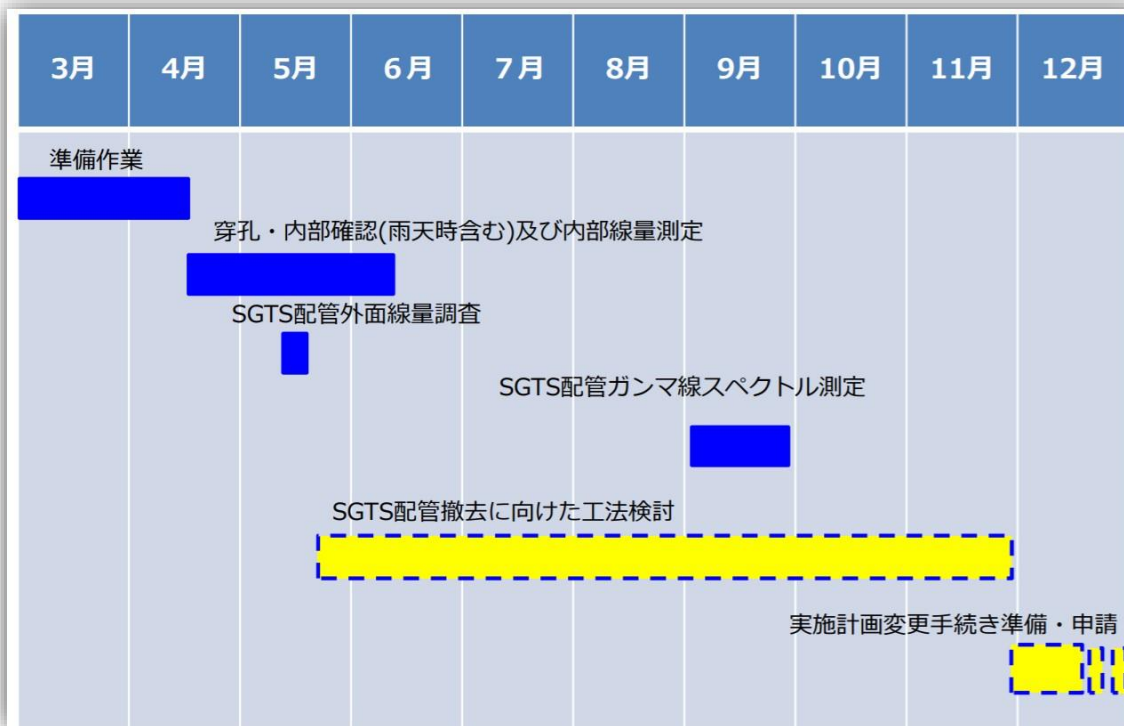 3月 4月 5月 6月 7月 8月 9月 10月 11月 12月
準備作業
穿孔・内部確認(雨天時含む)及び内部線量測定
SGTS配管外面線量調査
SGTS配管ガンマ線スペクトル測定
SGTS配管撤去に向けた工法検討
実施計画変更手続き準備・申請